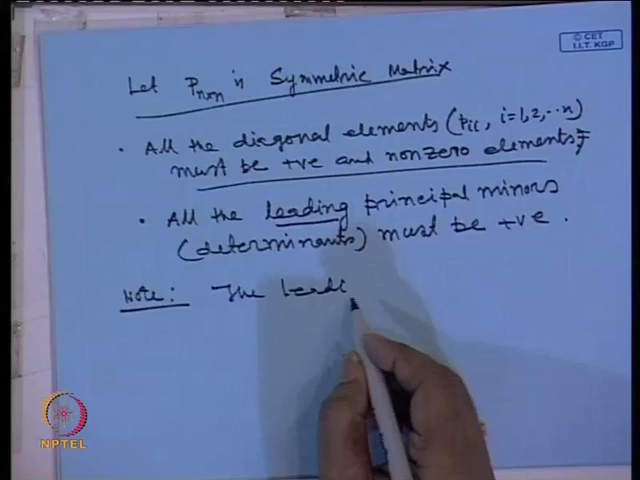 © CET
I.I.T. KGP
Let Pnxn is Symmetric Matrix
• All the diagonal elements (pii, i=1,2,··n)
must be +ve and nonzero elements
• All the leading principal minors
(determinants) must be +ve.
Note: The lead
NPTEL